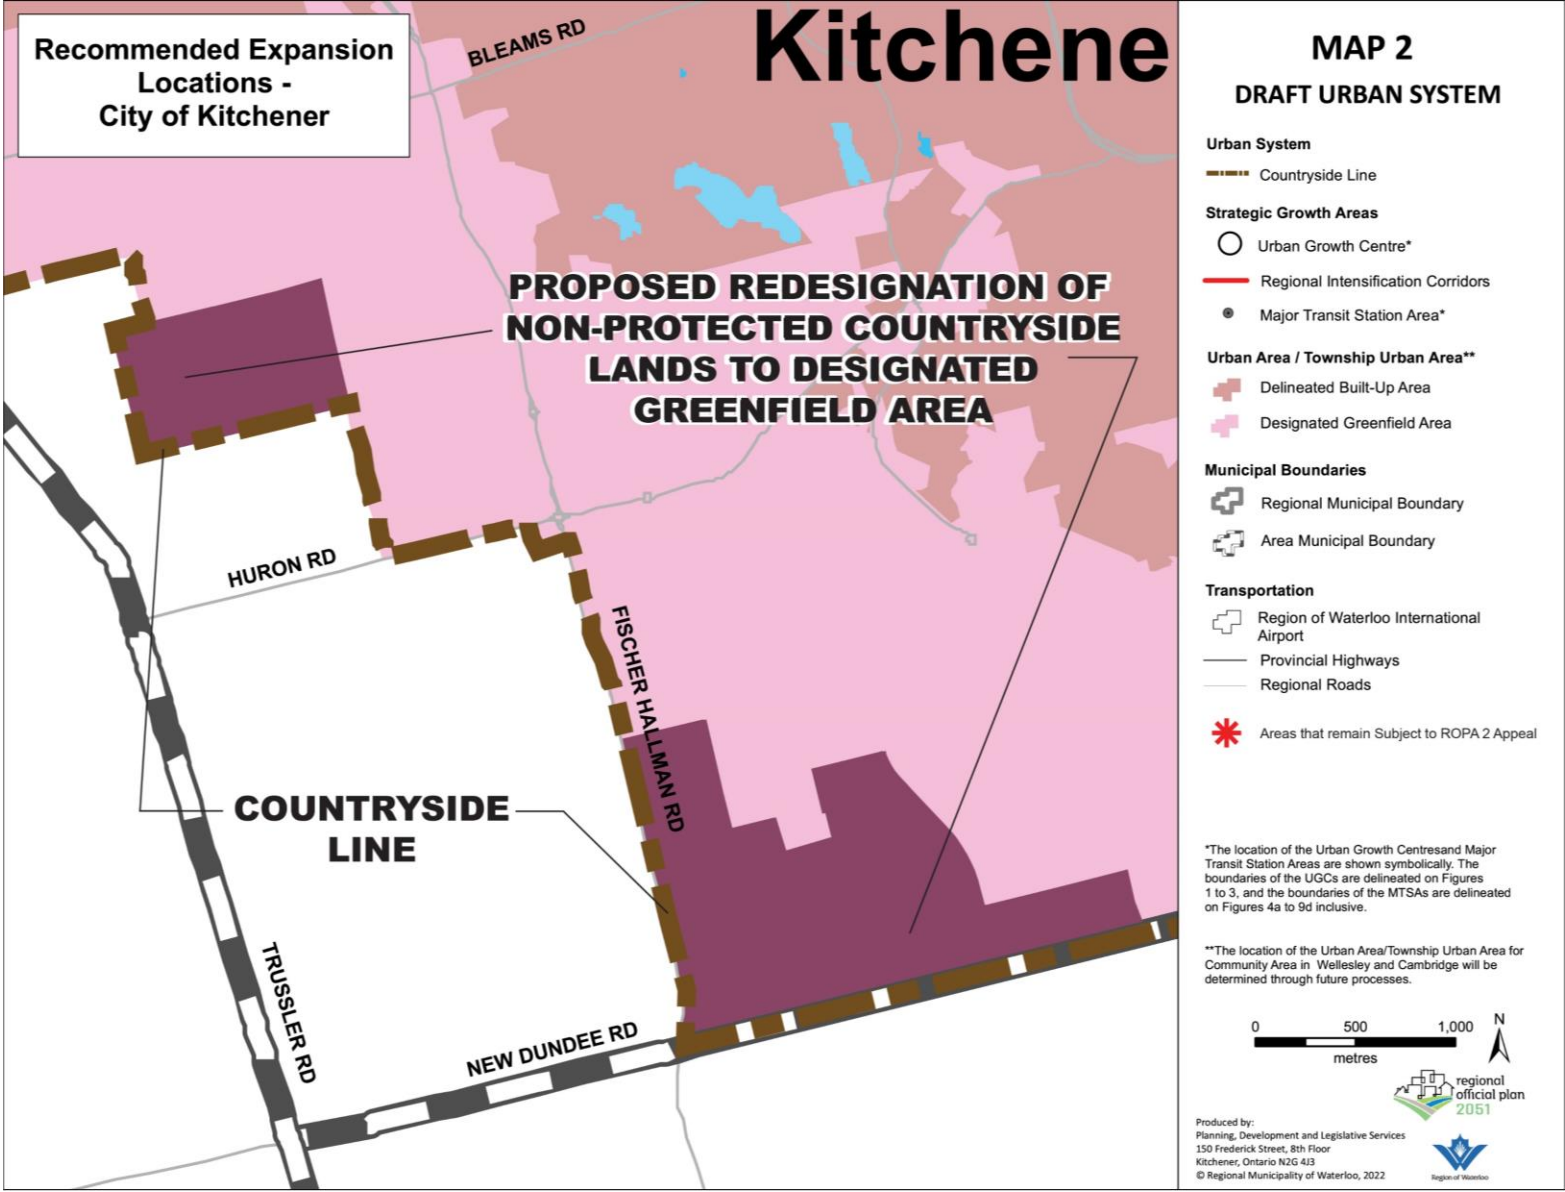 Recommended Expansion
Locations -
City of Kitchener
BLEAMS RD
Kitchene
PROPOSED REDESIGNATION OF
NON-PROTECTED COUNTRYSIDE
LANDS TO DESIGNATED
GREENFIELD AREA
HURON RD
FISCHER HALLMAN RD
COUNTRYSIDE
LINE
TRUSSLER RD
NEW DUNDEE RD
MAP 2
DRAFT URBAN SYSTEM
Urban System
Countryside Line
Strategic Growth Areas
Urban Growth Centre*
Regional Intensification Corridors
Major Transit Station Area*
Urban Area / Township Urban Area**
Delineated Built-Up Area
Designated Greenfield Area
Municipal Boundaries
Regional Municipal Boundary
Area Municipal Boundary
Transportation
Region of Waterloo International
Airport
Provincial Highways
Regional Roads
Areas that remain Subject to ROPA 2 Appeal
*The location of the Urban Growth Centresand Major
Transit Station Areas are shown symbolically. The
boundaries of the UGCs are delineated on Figures
1 to 3, and the boundaries of the MTSAs are delineated
on Figures 4a to 9d inclusive.
**The location of the Urban Area/Township Urban Area for
Community Area in Wellesley and Cambridge will be
determined through future processes.
0 500 1,000
metres
N
regional
official plan
2051
Produced by:
Planning, Development and Legislative Services
150 Frederick Street, 8th Floor
Kitchener, Ontario N2G 4J3
© Regional Municipality of Waterloo, 2022
Region of Waterloo